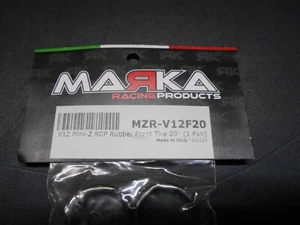 MARKA
RACING PRODUCTS
MZR-V12F20
V12 Mini-Z RCP Rubber Front Tire 20° (1 Pair)
Made in Italy